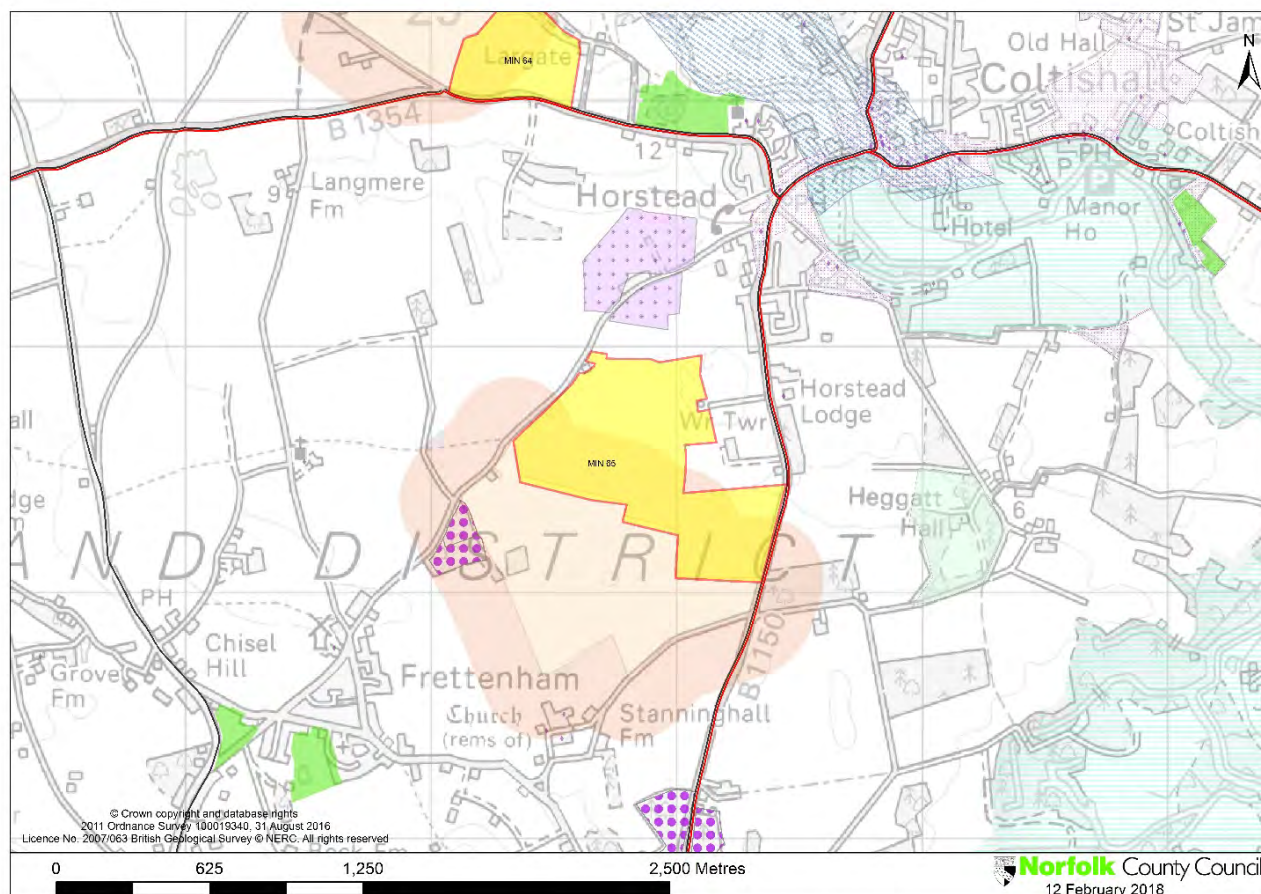 St Jam
Old Hall
N
Largate
MIN 64
Coltishall
B 1354
Coltish
12
PH
P
P
Langmere
Fm
9
Horstead
Hotel
Manor
Ho
Horstead
Lodge
Wr Twr
all
MIN 65
dge
m
Heggatt
Hall
6
AND DISTRICT
PH
Chisel
Hill
B 1150
Grove
Fm
Frettenham
Church
(rems of)
Stanninghall
Fm
© Crown copyright and database rights
2011 Ordnance Survey 100019340, 31 August 2016
Licence No. 2007/063 British Geological Survey © NERC. All rights reserved
0 625 1,250 2,500 Metres
Norfolk County Council
12 February 2018